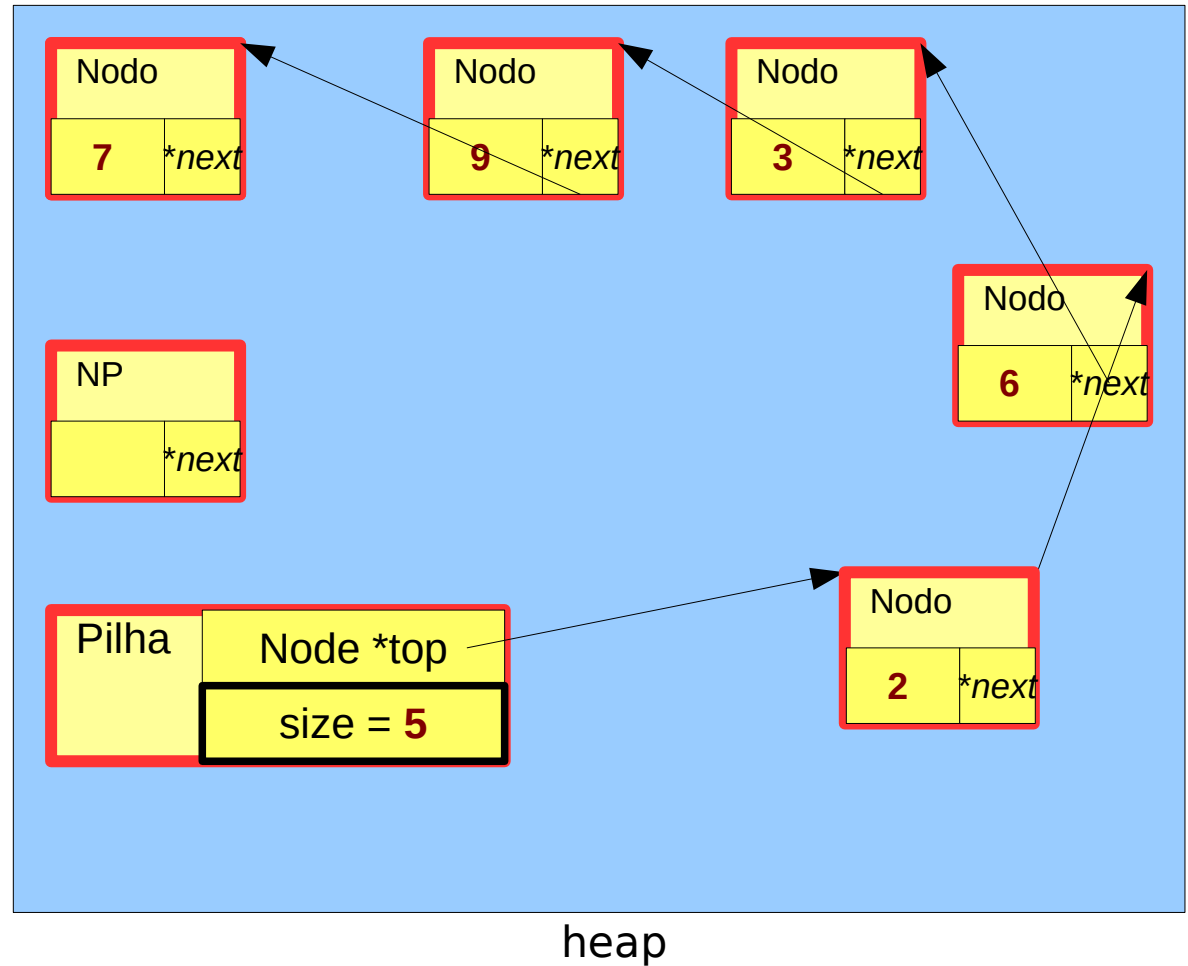 Nodo
7 *next
Nodo
9 *next
Nodo
3 *next
Nodo
6 *next
NP
*next
Nodo
2 *next
Pilha
Node *top
size = 5
heap